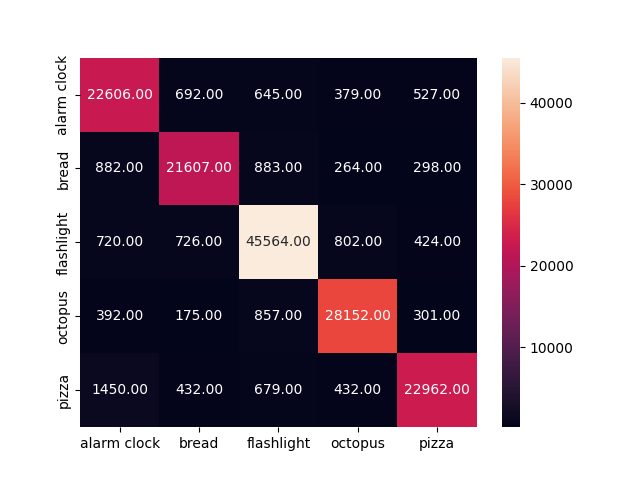 alarm clock 22606.00 692.00 645.00 379.00 527.00
bread 882.00 21607.00 883.00 264.00 298.00
flashlight 720.00 726.00 45564.00 802.00 424.00
octopus 392.00 175.00 857.00 28152.00 301.00
pizza 1450.00 432.00 679.00 432.00 22962.00
alarm clock bread flashlight octopus pizza
40000
30000
20000
10000